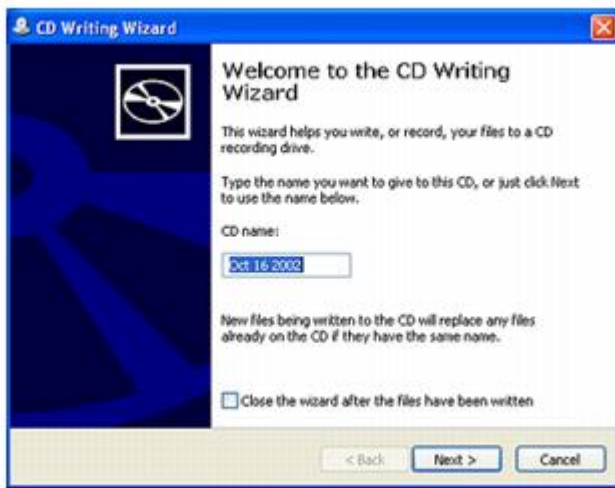 CD Writing Wizard
Welcome to the CD Writing
Wizard
This wizard helps you write, or record, your files to a CD
recording drive.
Type the name you want to give to this CD, or just click Next
to use the name below.
CD name:
Oct 16 2002
New files being written to the CD will replace any files
already on the CD if they have the same name.
Close the wizard after the files have been written
< Back Next > Cancel